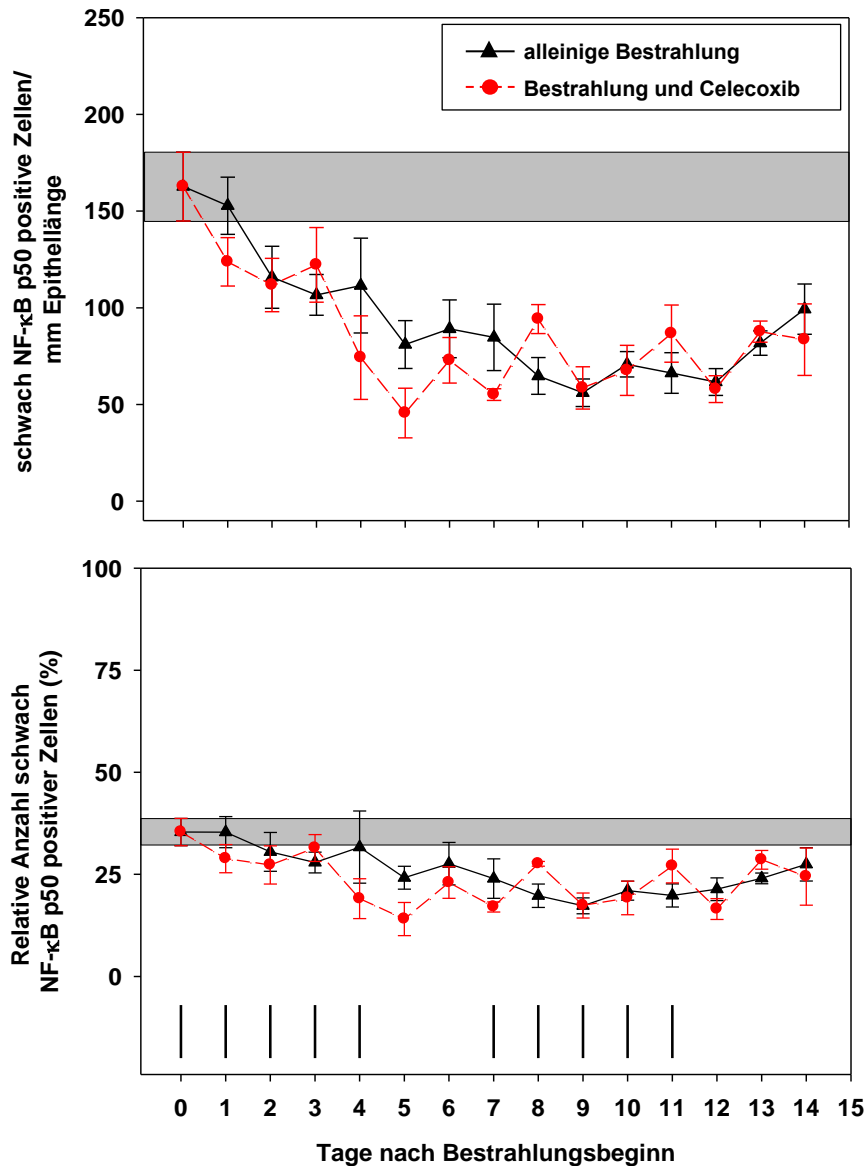 250
200
150
100
50
0
schwach NF-κB p50 positive Zellen/
mm Epithellänge
alleinige Bestrahlung
Bestrahlung und Celecoxib
100
75
50
25
0
Relative Anzahl schwach
NF-κB p50 positiver Zellen (%)
0 1 2 3 4 5 6 7 8 9 10 11 12 13 14 15
Tage nach Bestrahlungsbeginn